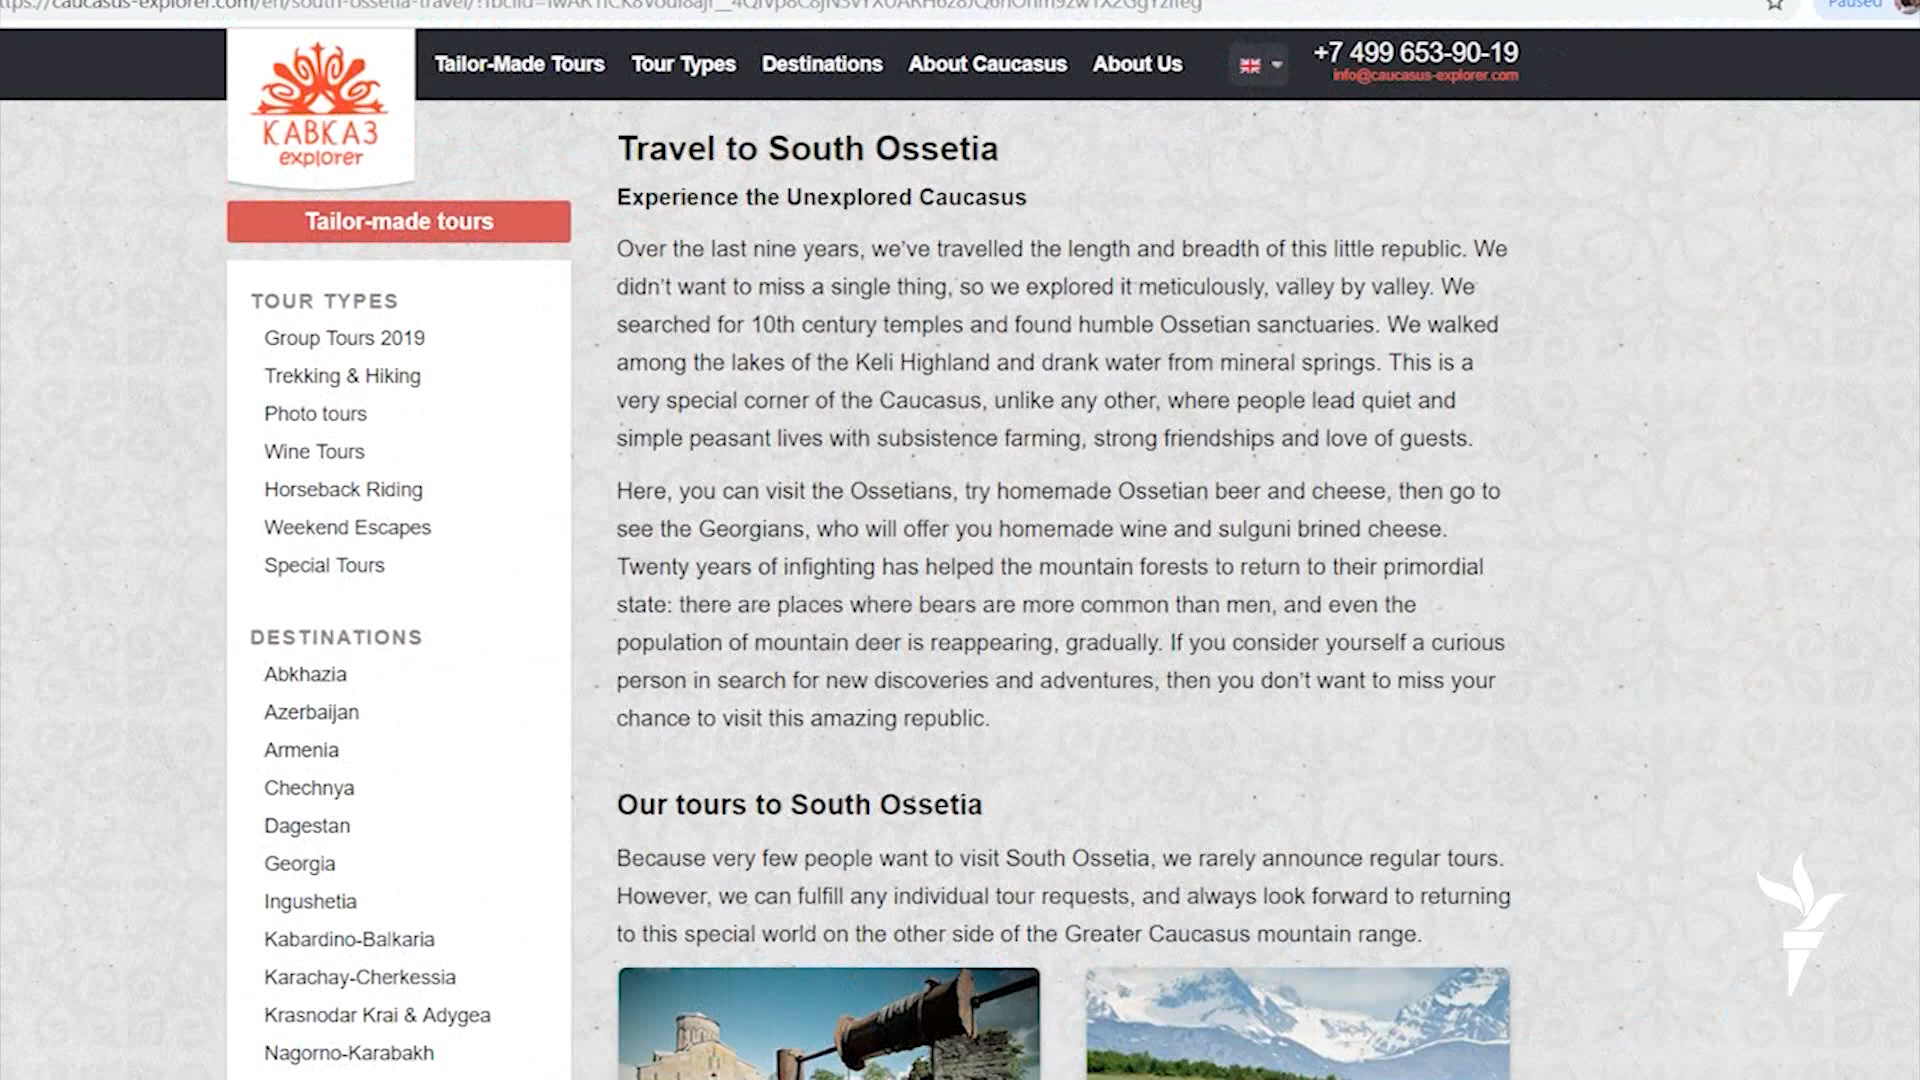 Paused
КАВКАЗ
explorer
Tailor-Made Tours
Tour Types
Destinations
About Caucasus
About Us
+7 499 653-90-19
info@caucasus-explorer.com
Tailor-made tours
TOUR TYPES
Group Tours 2019
Trekking & Hiking
Photo tours
Wine Tours
Horseback Riding
Weekend Escapes
Special Tours
DESTINATIONS
Abkhazia
Azerbaijan
Armenia
Chechnya
Dagestan
Georgia
Ingushetia
Kabardino-Balkaria
Karachay-Cherkessia
Krasnodar Krai & Adygea
Nagorno-Karabakh
Travel to South Ossetia
Experience the Unexplored Caucasus
Over the last nine years, we’ve travelled the length and breadth of this little republic. We
didn’t want to miss a single thing, so we explored it meticulously, valley by valley. We
searched for 10th century temples and found humble Ossetian sanctuaries. We walked
among the lakes of the Keli Highland and drank water from mineral springs. This is a
very special corner of the Caucasus, unlike any other, where people lead quiet and
simple peasant lives with subsistence farming, strong friendships and love of guests.
Here, you can visit the Ossetians, try homemade Ossetian beer and cheese, then go to
see the Georgians, who will offer you homemade wine and sulguni brined cheese.
Twenty years of infighting has helped the mountain forests to return to their primordial
state: there are places where bears are more common than men, and even the
population of mountain deer is reappearing, gradually. If you consider yourself a curious
person in search for new discoveries and adventures, then you don’t want to miss your
chance to visit this amazing republic.
Our tours to South Ossetia
Because very few people want to visit South Ossetia, we rarely announce regular tours.
However, we can fulfill any individual tour requests, and always look forward to returning
to this special world on the other side of the Greater Caucasus mountain range.